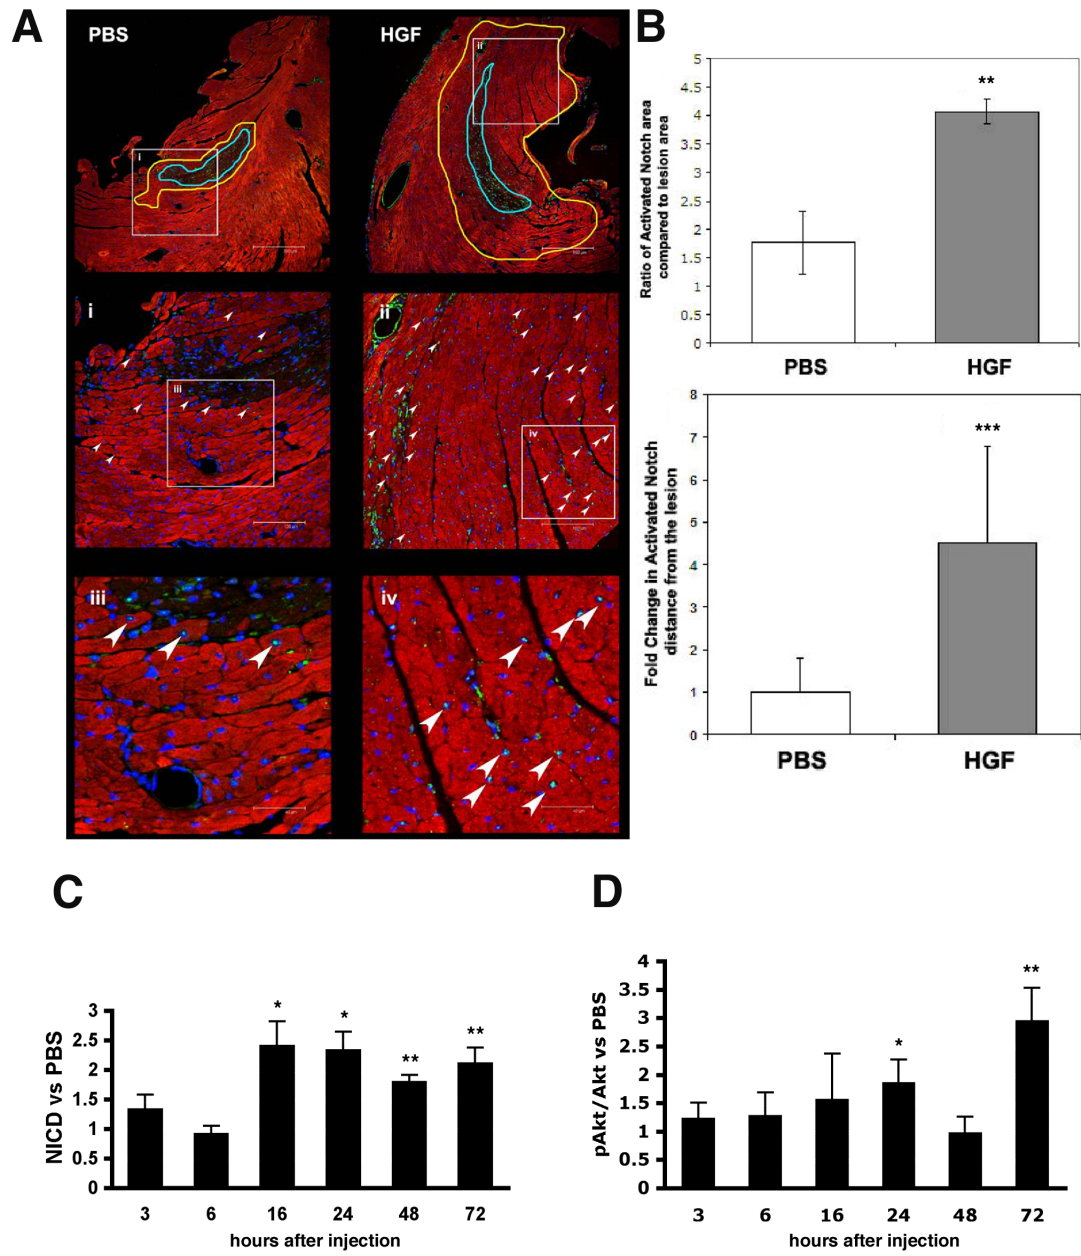 A
PBS
HGF
i
ii
i
iii
ii
iv
iii
iv
B
Ratio of Activated Notch area
compared to lesion area
5
4.5
4
3.5
3
2.5
2
1.5
1
0.5
0
**
PBS
HGF
Fold Change in Activated Notch
distance from the lesion
8
7
6
5
4
3
2
1
0
***
PBS
HGF
C
NICD vs PBS
3
2.5
2
1.5
1
0.5
0
*
*
**
**
3 6 16 24 48 72
hours after injection
D
pAkt/Akt vs PBS
4
3.5
3
2.5
2
1.5
1
0.5
0
*
**
3 6 16 24 48 72
hours after injection